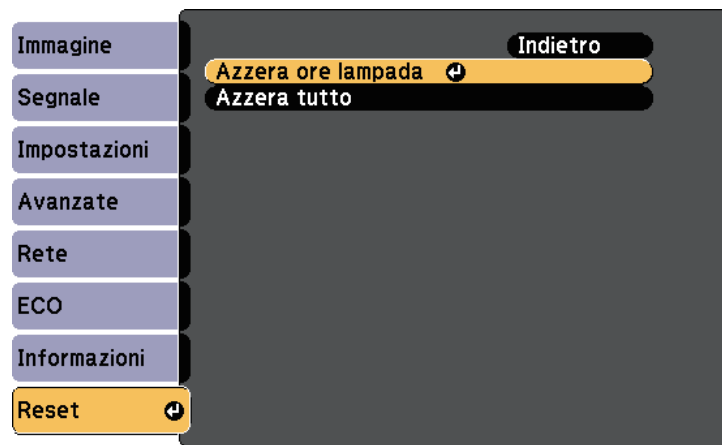 Immagine
Segnale
Impostazioni
Avanzate
Rete
ECO
Informazioni
Reset
Indietro
Azzera ore lampada
Azzera tutto